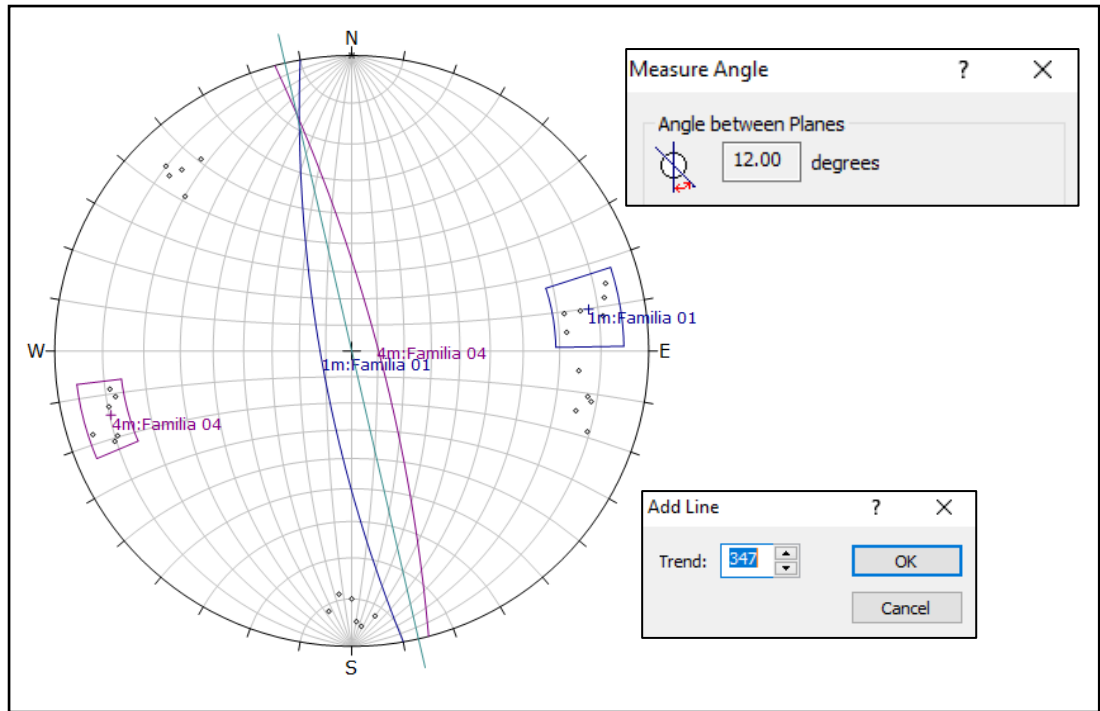 N
Measure Angle ? ×
Angle between Planes
12.00 degrees
1m:Familia 01
W
E
4m:Familia 04
1m:Familia 01
4m:Familia 04
Add Line ? ×
Trend: 347 OK
Cancel
S